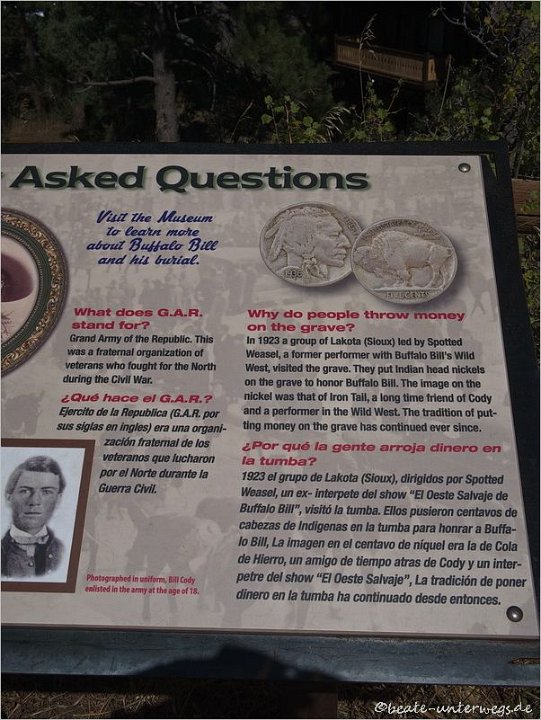 Asked Questions
Visit the Museum
to learn more
about Buffalo Bill
and his burial.
1936
FIVE CENTS
What does G.A.R.
stand for?
Grand Army of the Republic. This
was a fraternal organization of
veterans who fought for the North
during the Civil War.
¿Qué hace el G.A.R.?
Ejercito de la Republica (G.A.R. por
sus siglas en ingles) era una organi-
zación fraternal de los
veteranos que lucharon
por el Norte durante la
Guerra Civil.
Photographed in uniform, Bill Cody
enlisted in the army at the age of 18.
Why do people throw money
on the grave?
In 1923 a group of Lakota (Sioux) led by Spotted
Weasel, a former performer with Buffalo Bill's Wild
West, visited the grave. They put Indian head nickels
on the grave to honor Buffalo Bill. The image on the
nickel was that of Iron Tail, a long time friend of Cody
and a performer in the Wild West. The tradition of put-
ting money on the grave has continued ever since.
¿Por qué la gente arroja dinero en
la tumba?
1923 el grupo de Lakota (Sioux), dirigidos por Spotted
Weasel, un ex- interpete del show “El Oeste Salvaje de
Buffalo Bill”, visitó la tumba. Ellos pusieron centavos de
cabezas de Indigenas en la tumba para honrar a Buffa-
lo Bill, La imagen en el centavo de níquel era la de Cola
de Hierro, un amigo de tiempo atras de Cody y un inter-
petre del show “El Oeste Salvaje”, La tradición de poner
dinero en la tumba ha continuado desde entonces.
©beate-unterwegs.de